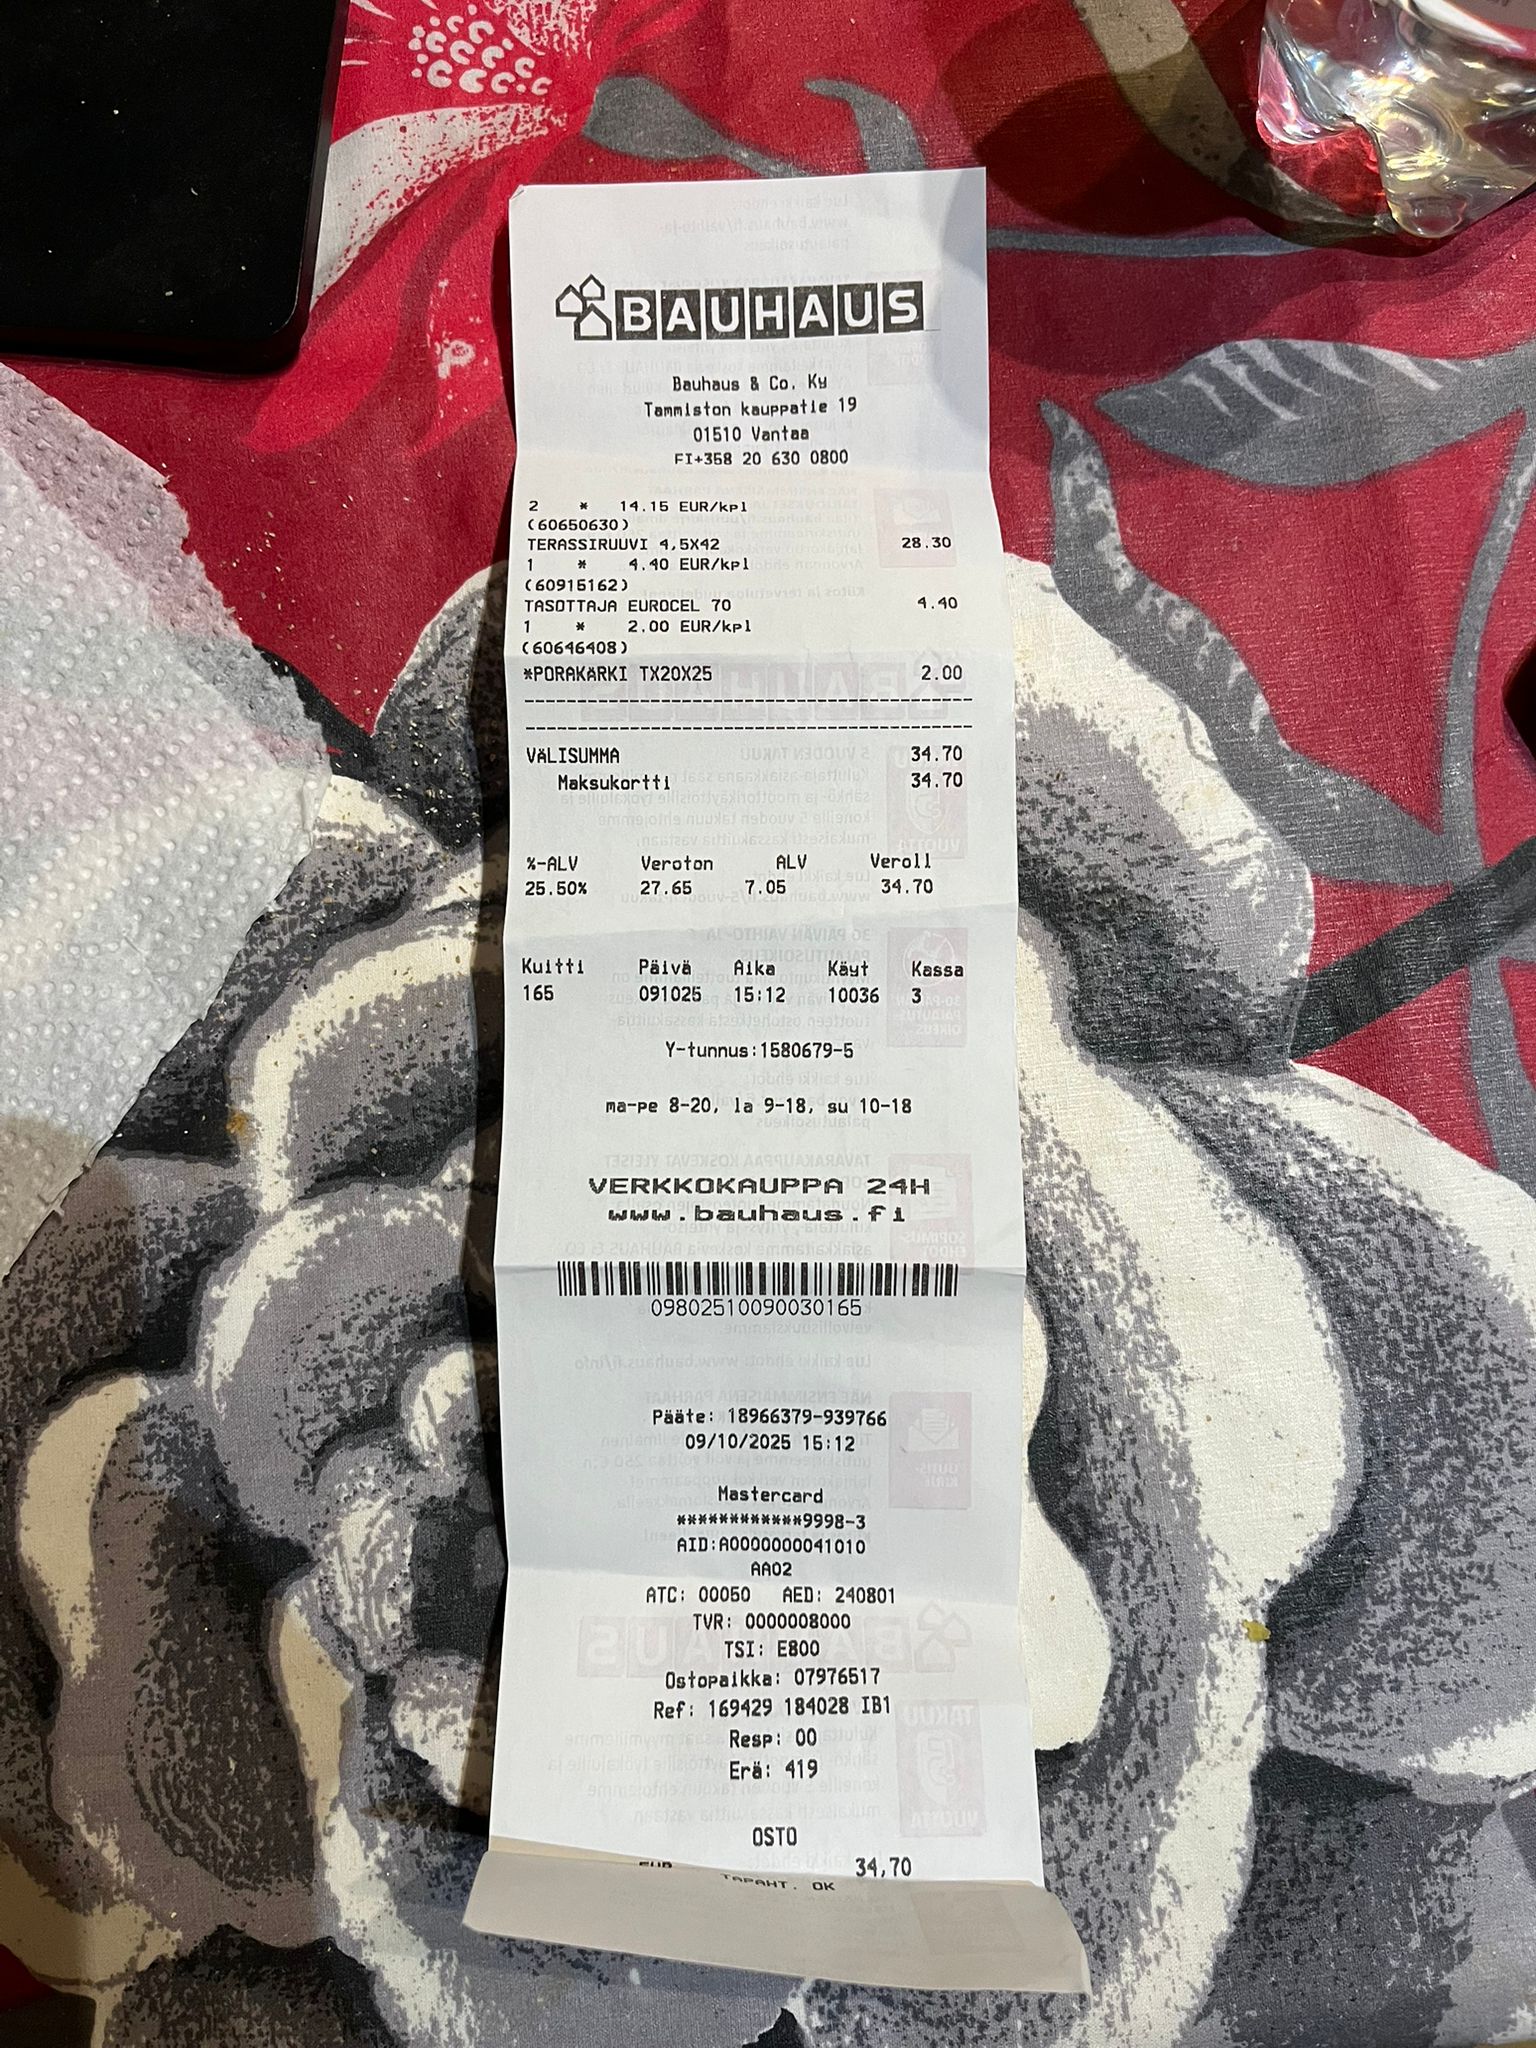 BAUHAUS
Bauhaus & Co. Ky
Tammiston kauppatie 19
01510 Vantaa
FI+358 20 630 0800
2 * 14.15 EUR/kpl
(60650630)
TERASSIRUUVI 4,5X42 28.30
1 * 4.40 EUR/kpl
(60915162)
TASOTTAJA EUROCEL 70 4.40
1 * 2.00 EUR/kpl
(60646408)
*PORAKÄRKI TX20X25 2.00
VÄLISUMMA 34.70
Maksukortti 34.70
%-ALV Veroton ALV Veroll
25.50% 27.65 7.05 34.70
Kuitti Päivä Aika Käyt Kassa
165 091025 15:12 10036 3
Y-tunnus:1580679-5
ma-pe 8-20, la 9-18, su 10-18
VERKKOKAUPPA 24H
www.bauhaus.fi
09802510090030165
Pääte: 18966379-939766
09/10/2025 15:12
Mastercard
************9998-3
AID:A0000000041010
AA02
ATC: 00050 AED: 240801
TVR: 0000008000
TSI: E800
Ostopaikka: 07976517
Ref: 169429 184028 IB1
Resp: 00
Erä: 419
OSTO
EUR 34,70
TAPAHT. OK